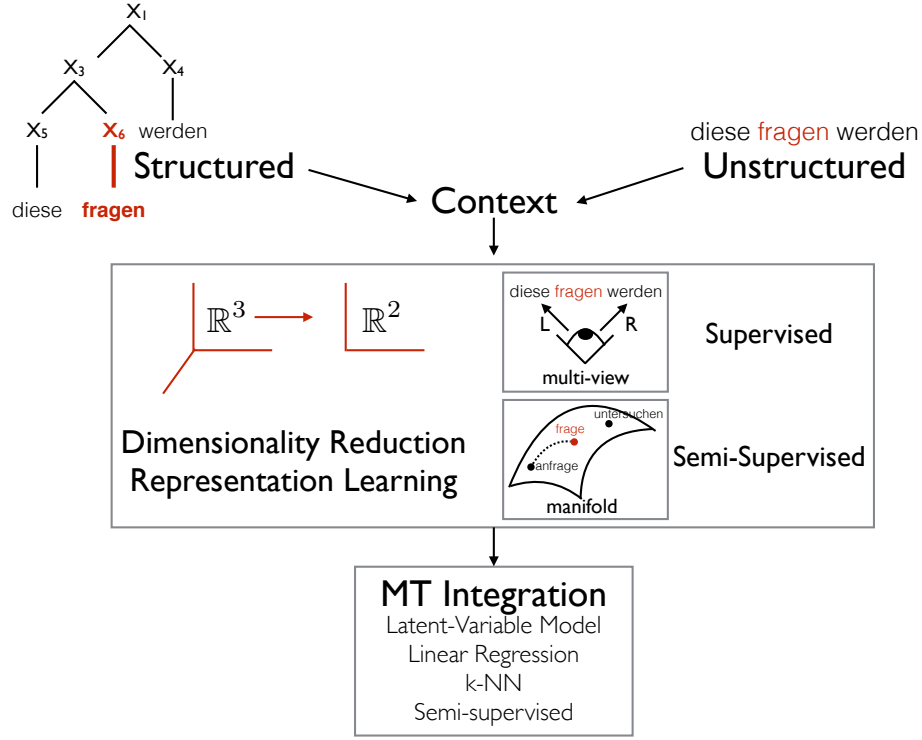 X₁
X₃ X₄
X₅ X₆ werden
diese fragen
Structured
diese fragen werden
Unstructured
Context
ℝ³ ℝ²
Dimensionality Reduction
Representation Learning
diese fragen werden
L R
multi-view
Supervised
untersuchen
frage
anfrage
manifold
Semi-Supervised
MT Integration
Latent-Variable Model
Linear Regression
k-NN
Semi-supervised